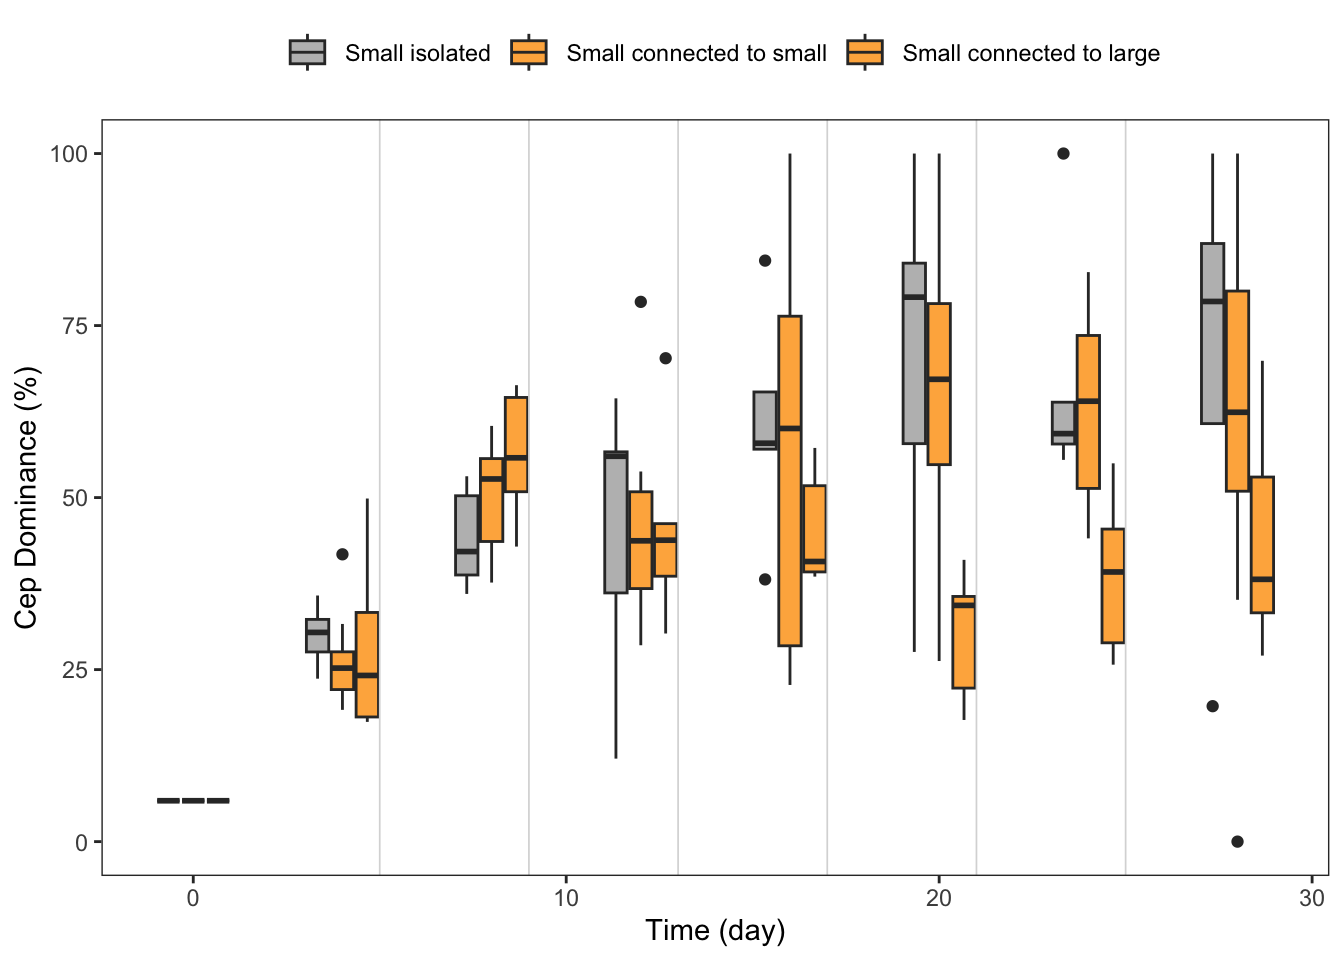 Small isolated Small connected to small Small connected to large
Cep Dominance (%)
100
75
50
25
0
0 10 20 30
Time (day)